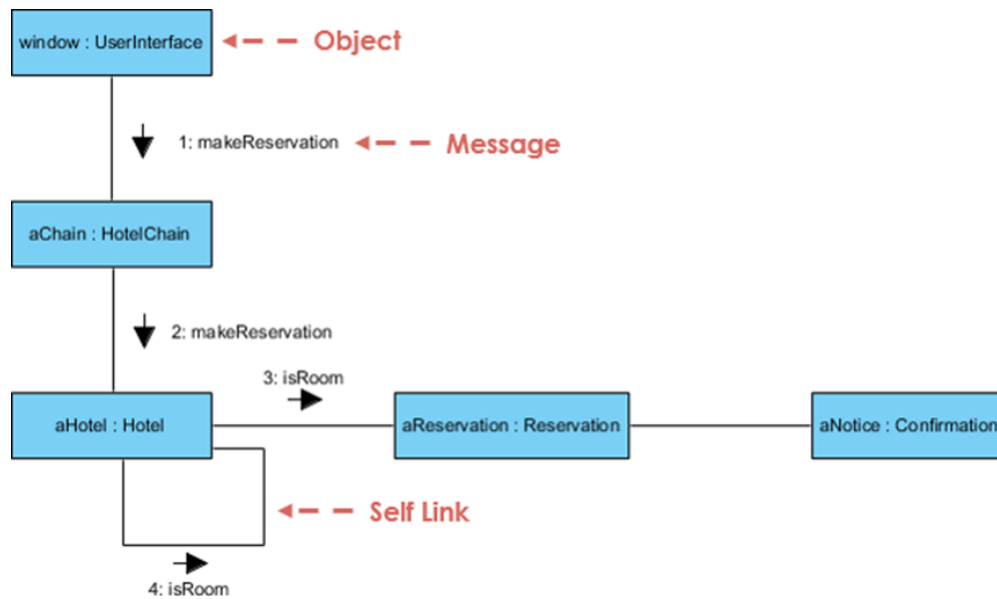 window : UserInterface
Object
1: makeReservation
Message
aChain : HotelChain
2: makeReservation
3: isRoom
aHotel : Hotel
aReservation : Reservation
aNotice : Confirmation
Self Link
4: isRoom